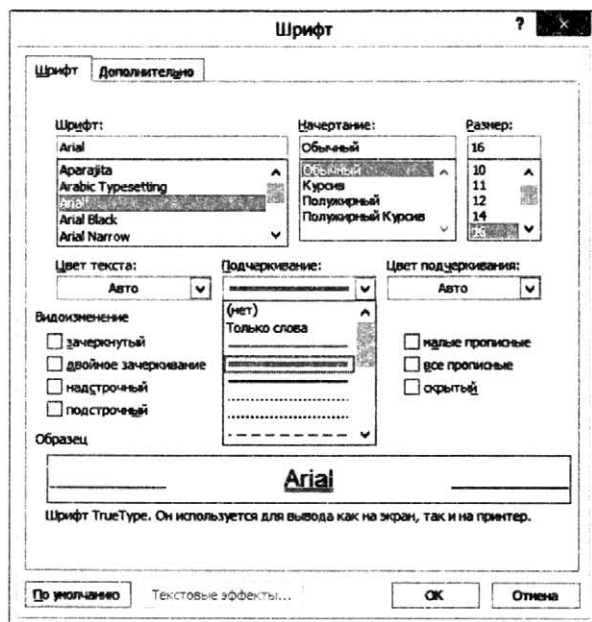 Шрифт ?
Шрифт Дополнительно
Шрифт: Начертание: Размер:
Arial Обычный 16
Aparajita Обычный 10
Arabic Typesetting Курсив 11
Arial Полужирный 12
Arial Black Полужирный Курсив 14
Arial Narrow 16
Цвет текста: Подчеркивание: Цвет подчеркивания:
Авто Авто
Видоизменение (нет)
Только слова
зачеркнутый малые прописные
двойное зачеркивание все прописные
надстрочный скрытый
подстрочный
Образец
Arial
Шрифт TrueType. Он используется для вывода как на экран, так и на принтер.
По умолчанию Текстовые эффекты... ОК Отмена